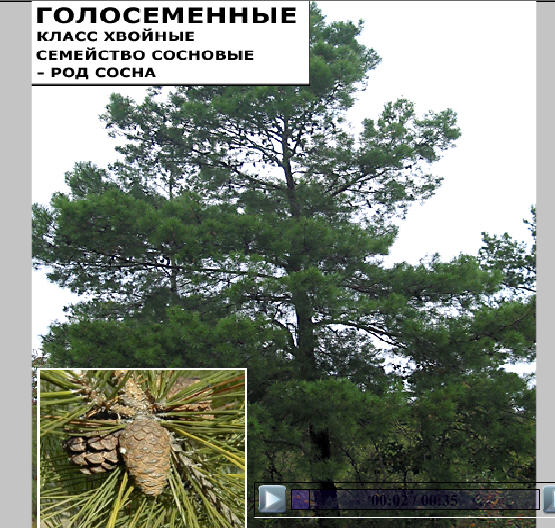 ГОЛОСЕМЕННЫЕ
КЛАСС ХВОЙНЫЕ
СЕМЕЙСТВО СОСНОВЫЕ
– РОД СОСНА
00:02 / 00:35